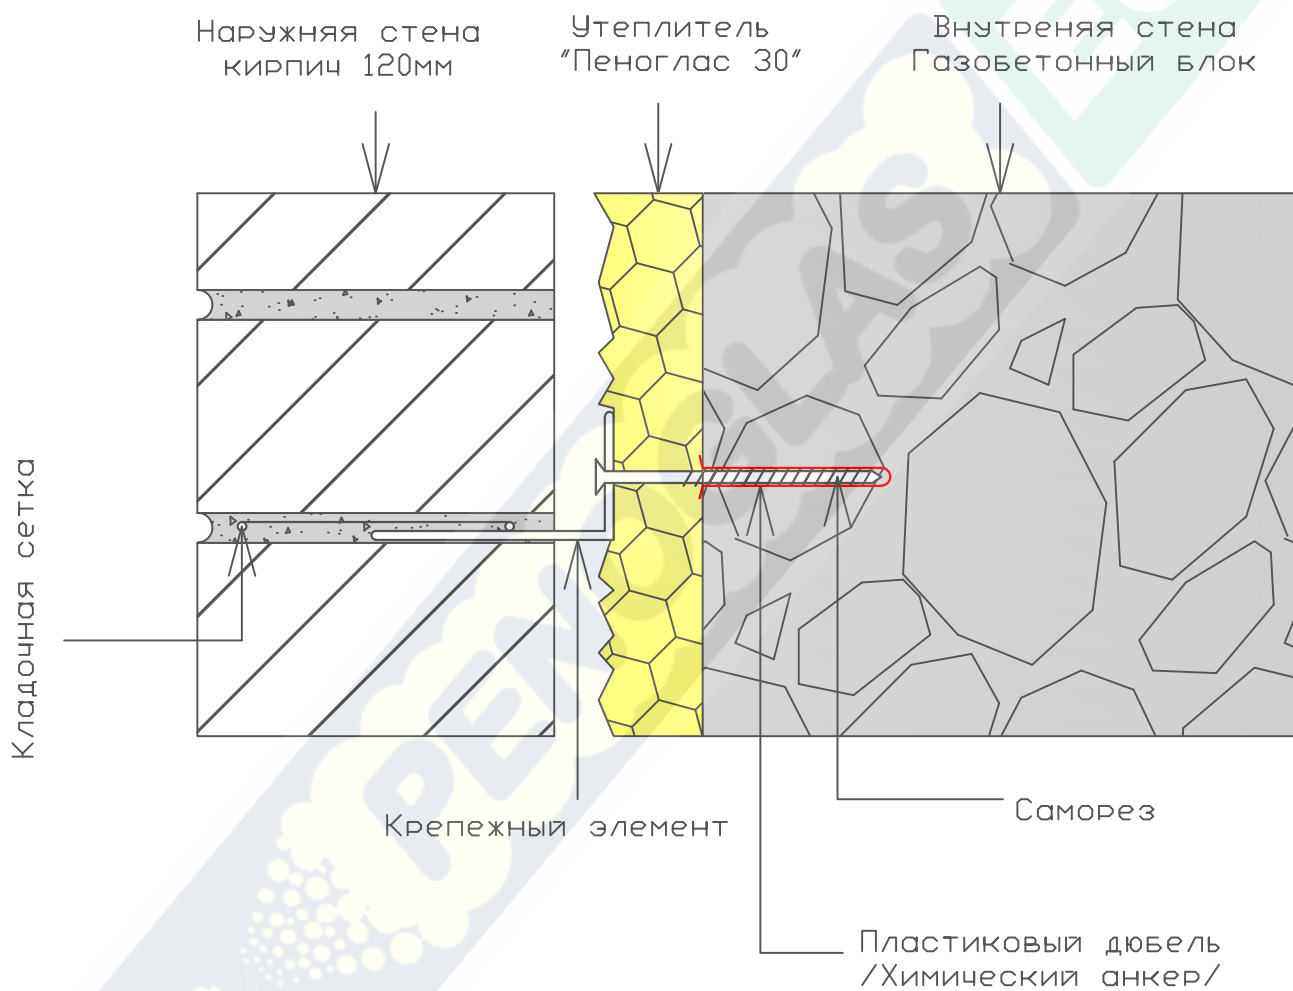 Наружняя стена
кирпич 120мм
Утеплитель
"Пеноглас 30"
Внутреняя стена
Газобетонный блок
Кладочная сетка
Крепежный элемент
Саморез
Пластиковый дюбель
/Химический анкер/
PENOGLAS